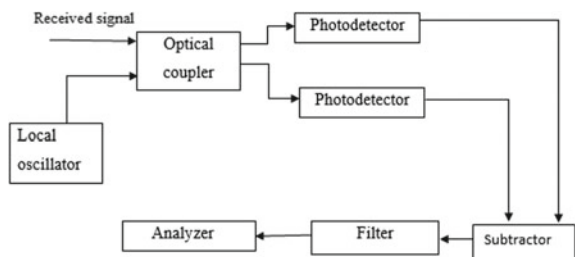 Received signal
Optical
coupler
Photodetector
Photodetector
Local
oscillator
Analyzer
Filter
Subtractor